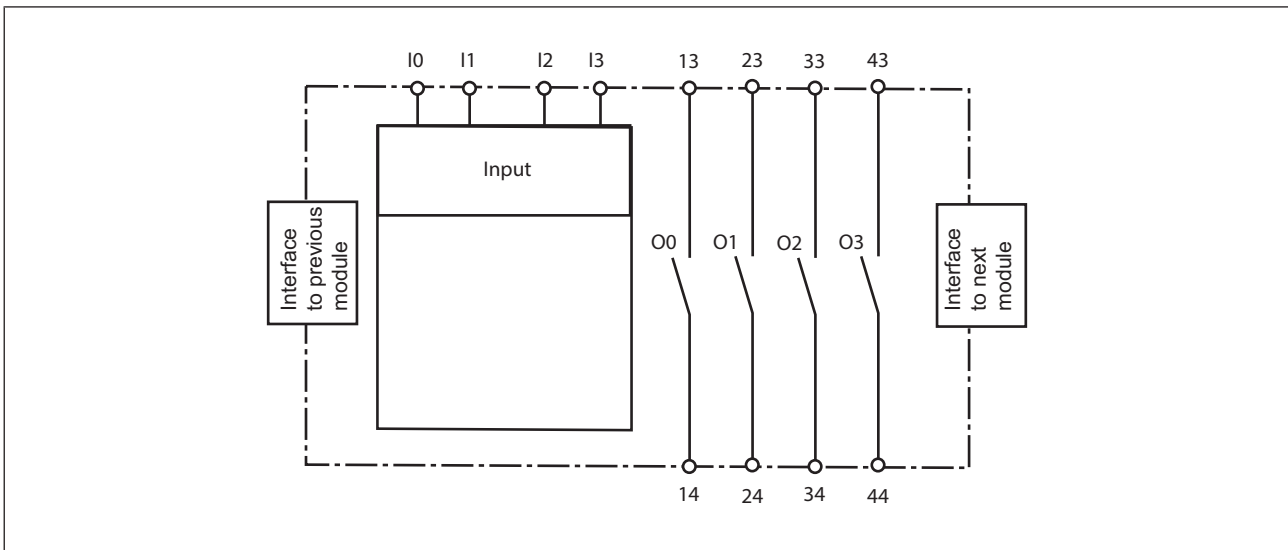 I0 I1 I2 I3 13 23 33 43
Input
Interface
to previous
module
O0 O1 O2 O3
Interface
to next
module
14 24 34 44